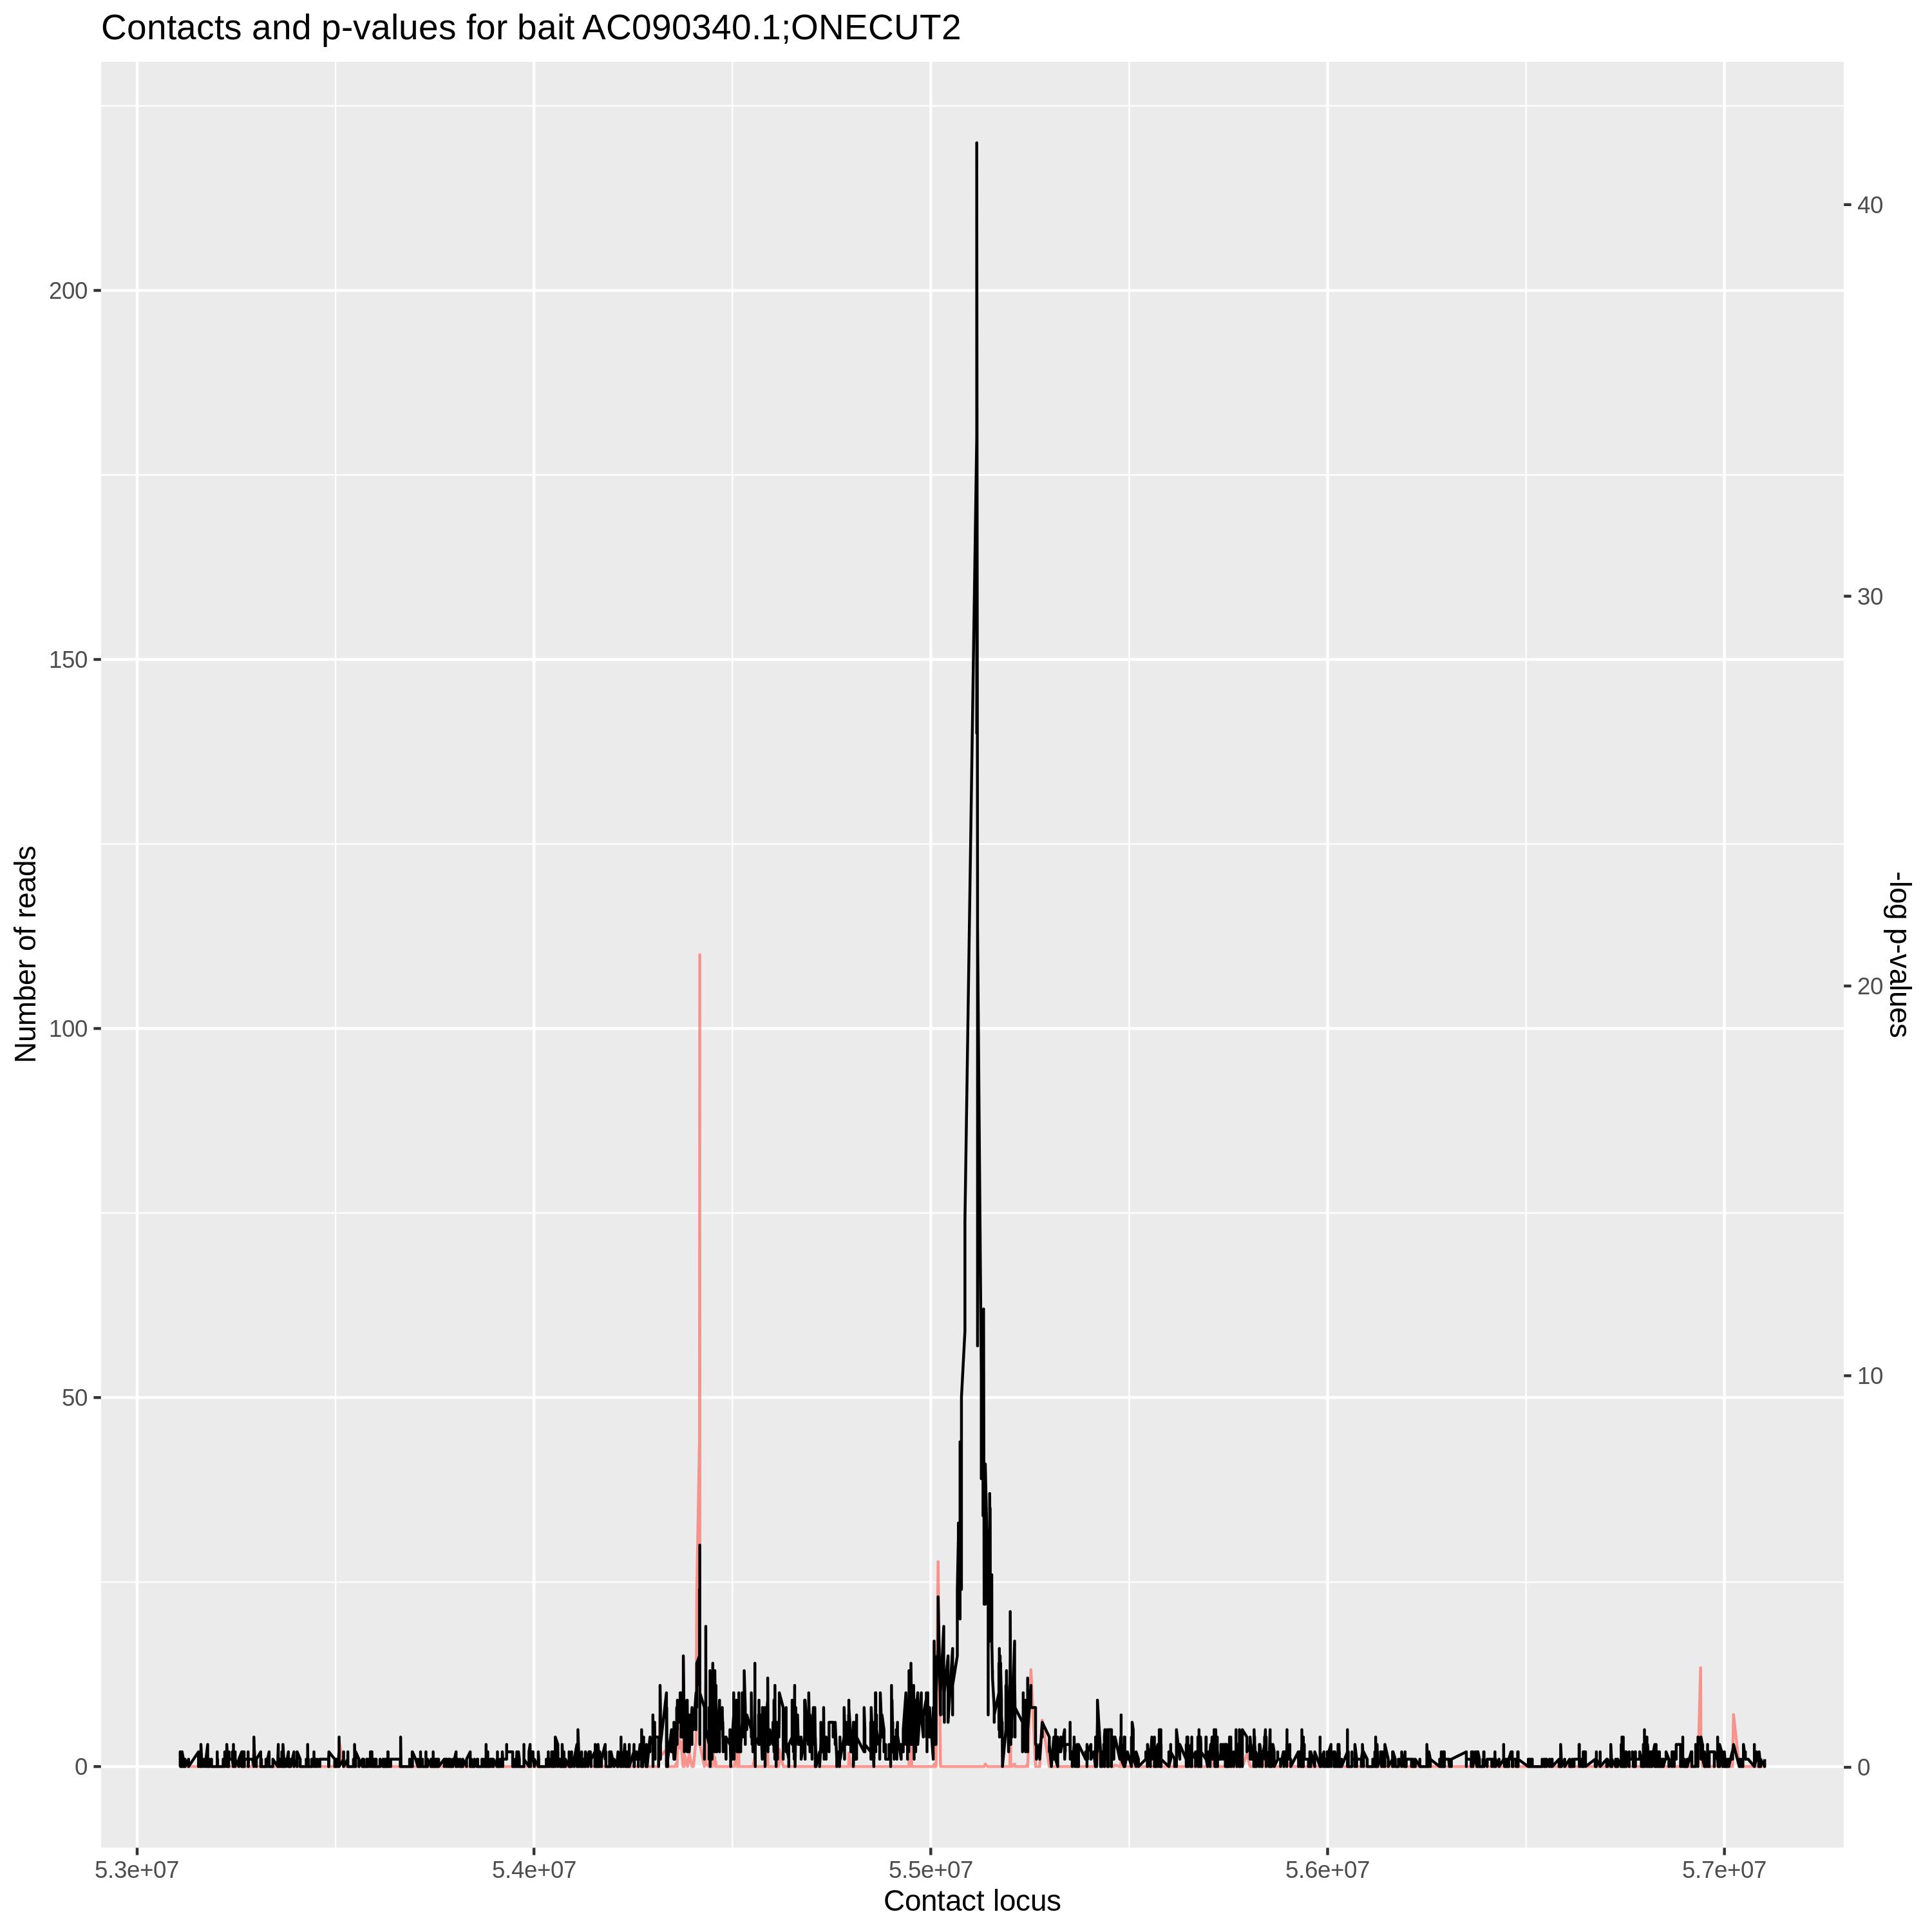 Contacts and p-values for bait AC090340.1;ONECUT2
Number of reads
200
150
100
50
0
40
30
20
10
0
-log p-values
5.3e+07 5.4e+07 5.5e+07 5.6e+07 5.7e+07
Contact locus